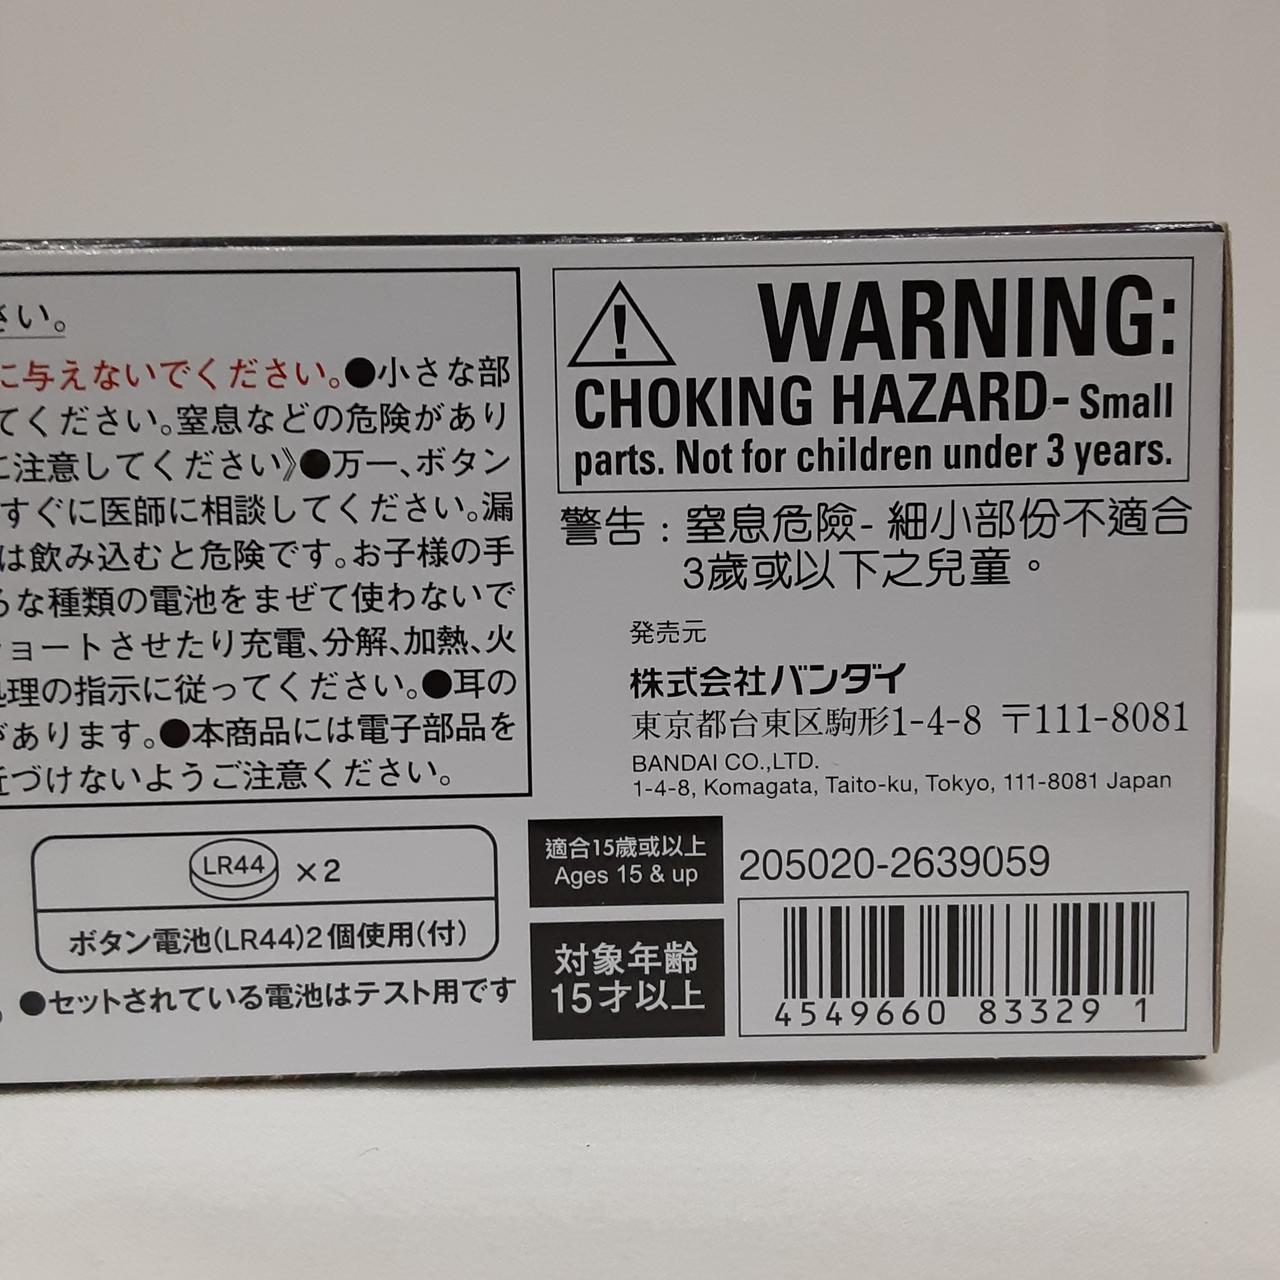 さい。
に与えないでください。●小さな部
てください。窒息などの危険があり
に注意してください》●万一、ボタン
すぐに医師に相談してください。漏
は飲み込むと危険です。お子様の手
ろな種類の電池をまぜて使わないで
ョートさせたり充電、分解、加熱、火
処理の指示に従ってください。●耳の
があります。●本商品には電子部品を
近づけないようご注意ください。
LR44 ×2
ボタン電池(LR44)2個使用(付)
●セットされている電池はテスト用です
WARNING:
CHOKING HAZARD- Small
parts. Not for children under 3 years.
警告：窒息危險- 細小部份不適合
3歲或以下之兒童。
発売元
株式会社バンダイ
東京都台東区駒形1-4-8 〒111-8081
BANDAI CO.,LTD.
1-4-8, Komagata, Taito-ku, Tokyo, 111-8081 Japan
適合15歲或以上
Ages 15 & up
対象年齢
15才以上
205020-2639059
4549660 83329 1